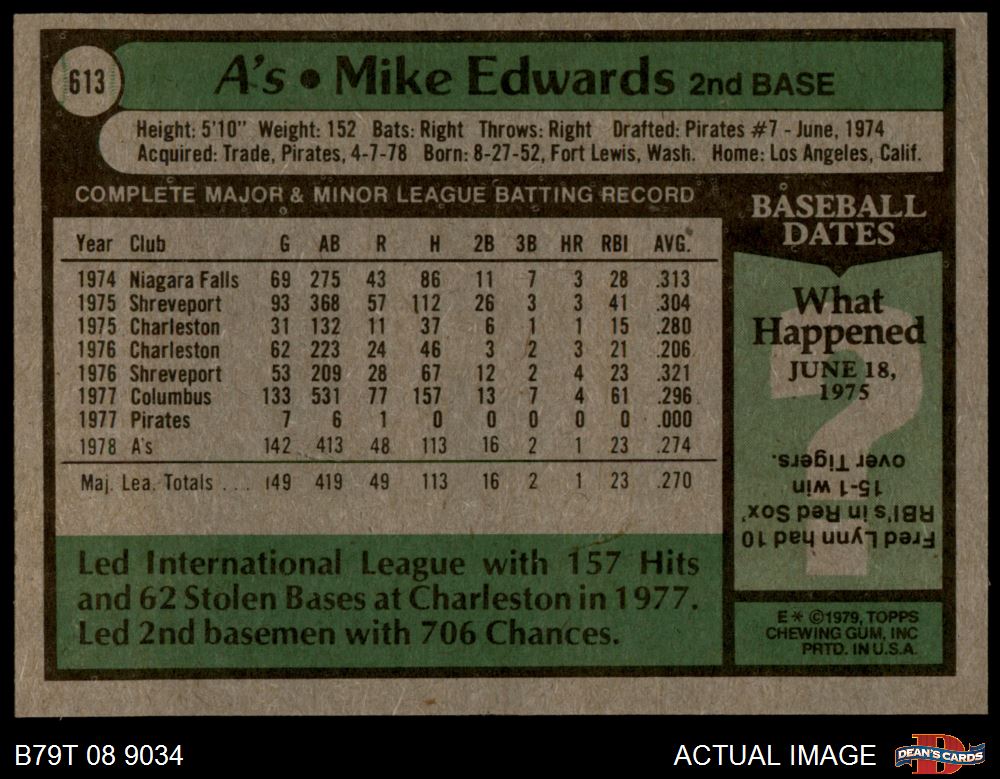 613
A's • Mike Edwards 2nd BASE
Height: 5'10" Weight: 152 Bats: Right Throws: Right Drafted: Pirates #7 - June, 1974
Acquired: Trade, Pirates, 4-7-78 Born: 8-27-52, Fort Lewis, Wash. Home: Los Angeles, Calif.
COMPLETE MAJOR & MINOR LEAGUE BATTING RECORD
Year Club G AB R H 2B 3B HR RBI AVG.
1974 Niagara Falls 69 275 43 86 11 7 3 28 .313
1975 Shreveport 93 368 57 112 26 3 3 41 .304
1975 Charleston 31 132 11 37 6 1 1 15 .280
1976 Charleston 62 223 24 46 3 2 3 21 .206
1976 Shreveport 53 209 28 67 12 2 4 23 .321
1977 Columbus 133 531 77 157 13 7 4 61 .296
1977 Pirates 7 6 1 0 0 0 0 0 .000
1978 A's 142 413 48 113 16 2 1 23 .274
Maj. Lea. Totals . . . 149 419 49 113 16 2 1 23 .270
Led International League with 157 Hits
and 62 Stolen Bases at Charleston in 1977.
Led 2nd basemen with 706 Chances.
BASEBALL
DATES
What
Happened
JUNE 18,
1975
?
Fred Lynn had 10
RBI's in Red Sox'
15-1 win
over Tigers.
E * ©1979, TOPPS
CHEWING GUM, INC
PRTD. IN U.S.A.
B79T 08 9034
ACTUAL IMAGE
DEAN'S CARDS